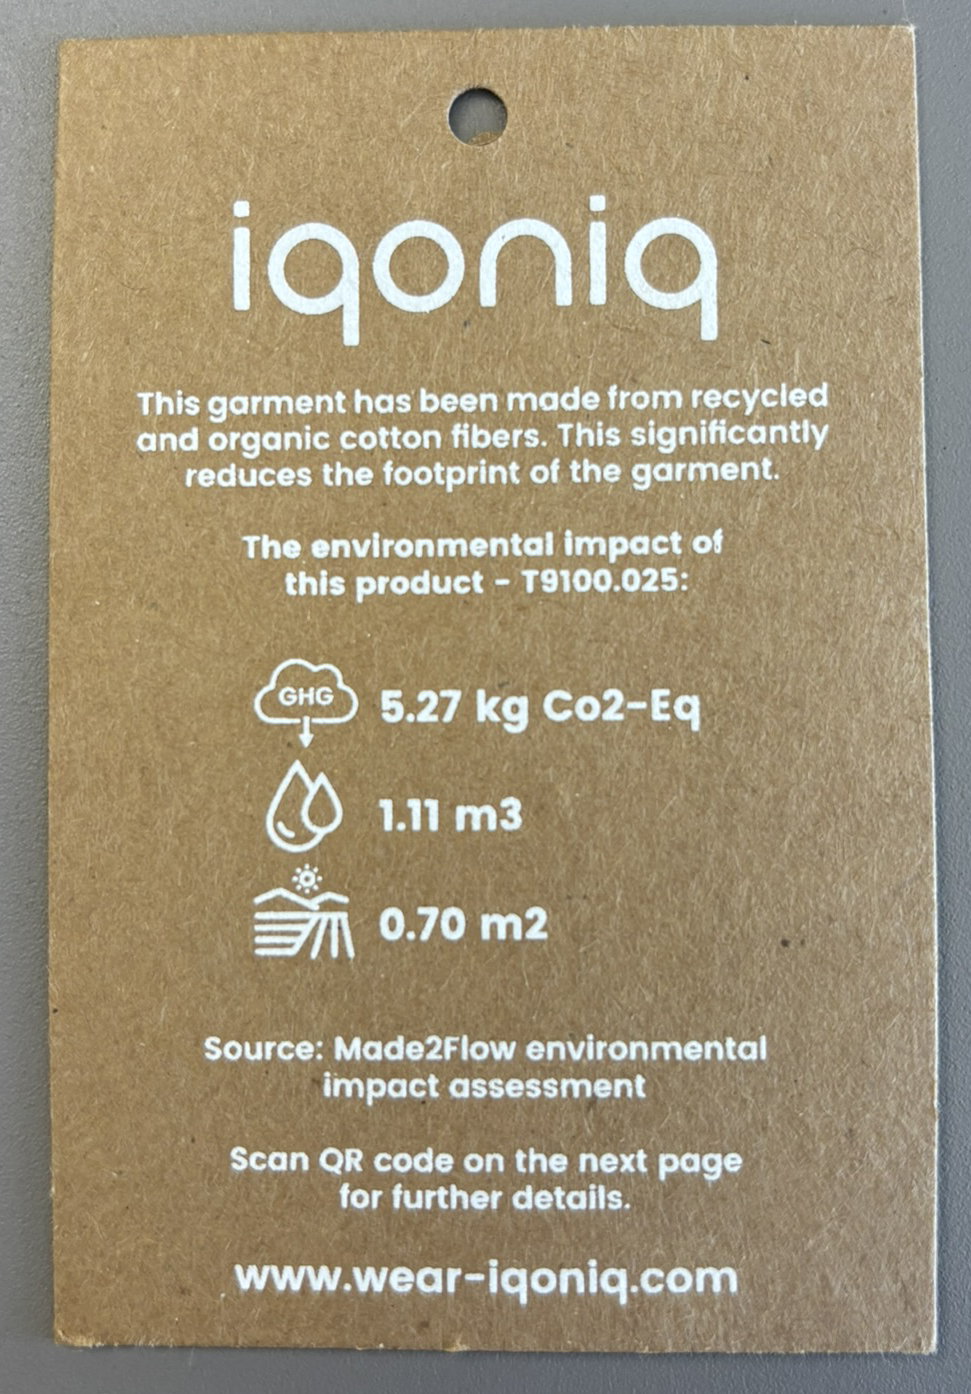 iqoniq
This garment has been made from recycled
and organic cotton fibers. This significantly
reduces the footprint of the garment.
The environmental impact of
this product - T9100.025:
GHG 5.27 kg Co2-Eq
1.11 m3
0.70 m2
Source: Made2Flow environmental
impact assessment
Scan QR code on the next page
for further details.
www.wear-iqoniq.com